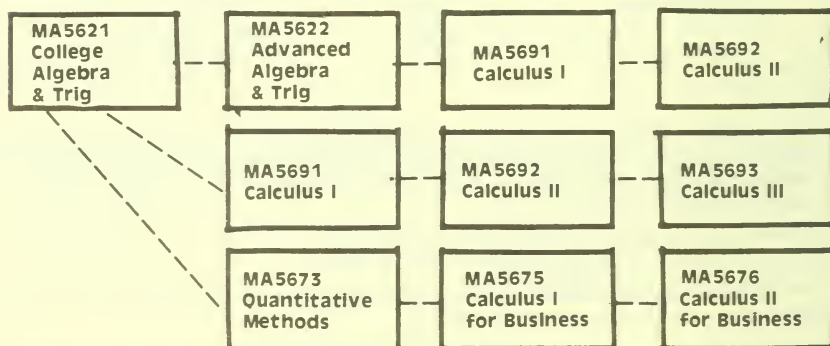 MA5621
College
Algebra
& Trig
MA5622
Advanced
Algebra
& Trig
MA5691
Calculus I
MA5692
Calculus II
MA5691
Calculus I
MA5692
Calculus II
MA5693
Calculus III
MA5673
Quantitative
Methods
MA5675
Calculus I
for Business
MA5676
Calculus II
for Business